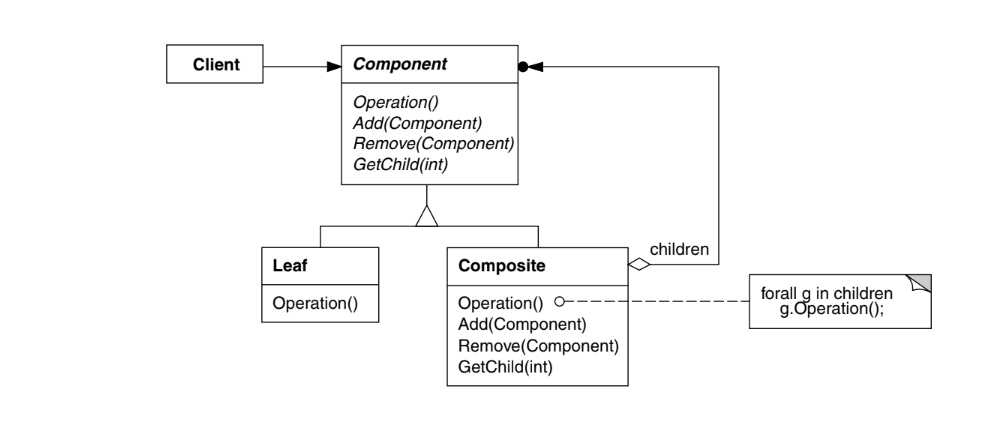 Client
Component
Operation()
Add(Component)
Remove(Component)
GetChild(int)
children
Leaf
Operation()
Composite
Operation()
Add(Component)
Remove(Component)
GetChild(int)
forall g in children
g.Operation();